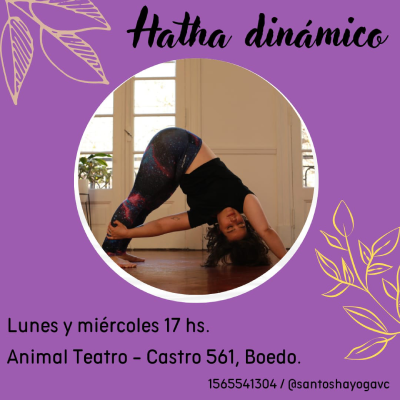 Hatha dinámico
Lunes y miércoles 17 hs.
Animal Teatro - Castro 561, Boedo.
1565541304 / @santoshayogavc